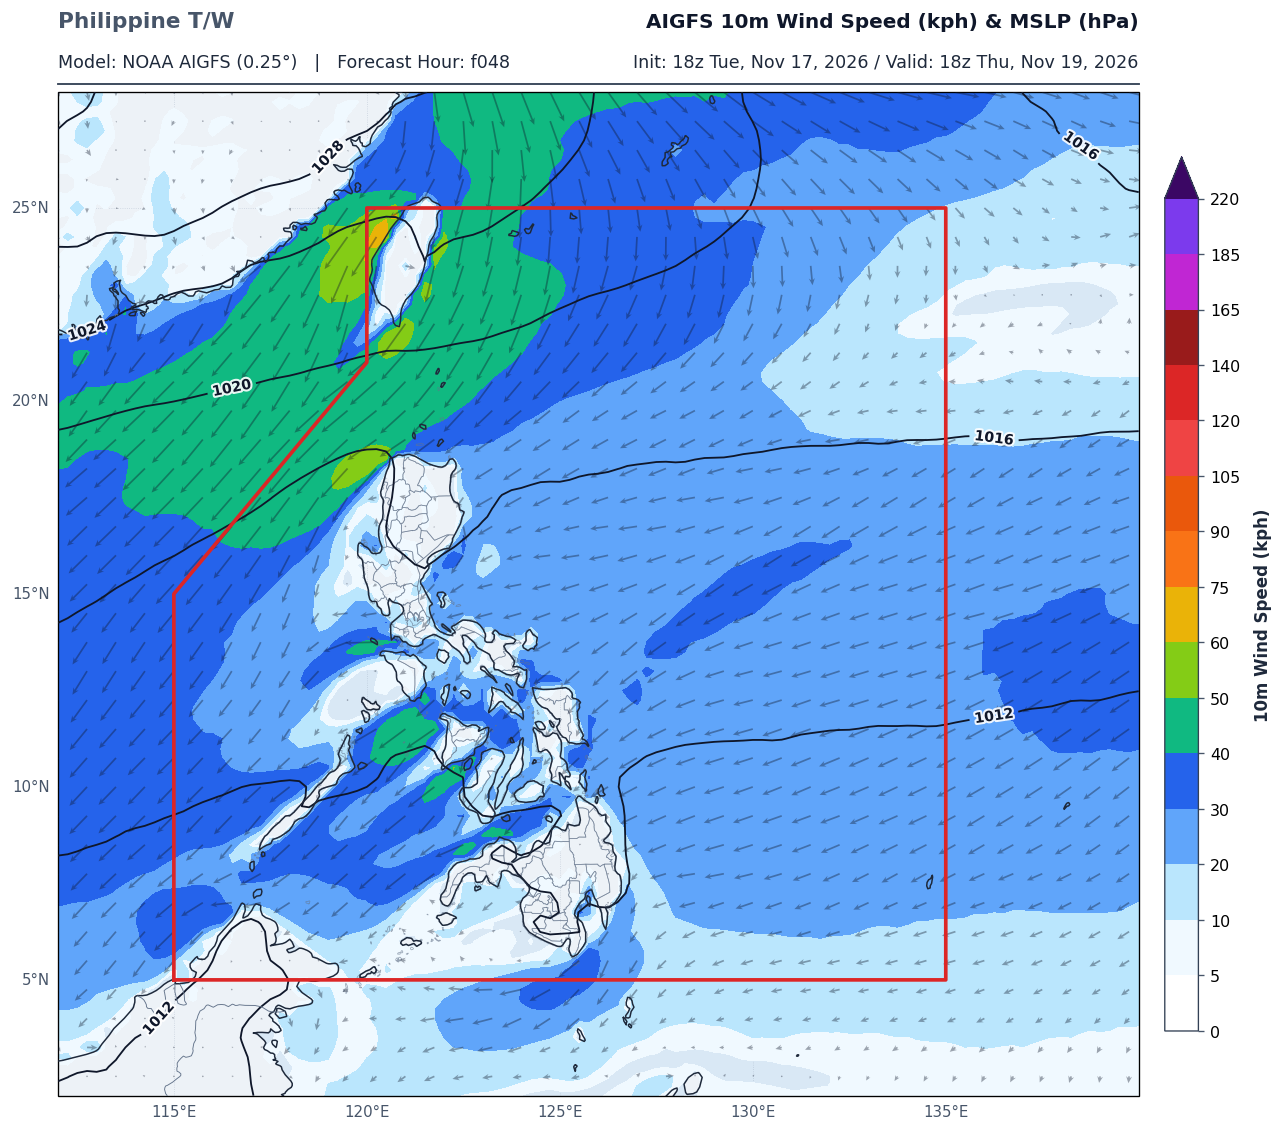 Philippine T/W
AIGFS 10m Wind Speed (kph) & MSLP (hPa)
Model: NOAA AIGFS (0.25°)   |   Forecast Hour: f048
Init: 18z Tue, Nov 17, 2026 / Valid: 18z Thu, Nov 19, 2026
1028
1016
25°N
1024
1020
20°N
1016
15°N
1012
10°N
5°N
1012
115°E
120°E
125°E
130°E
135°E
220
185
165
140
120
105
90
75
60
50
40
30
20
10
5
0
10m Wind Speed (kph)